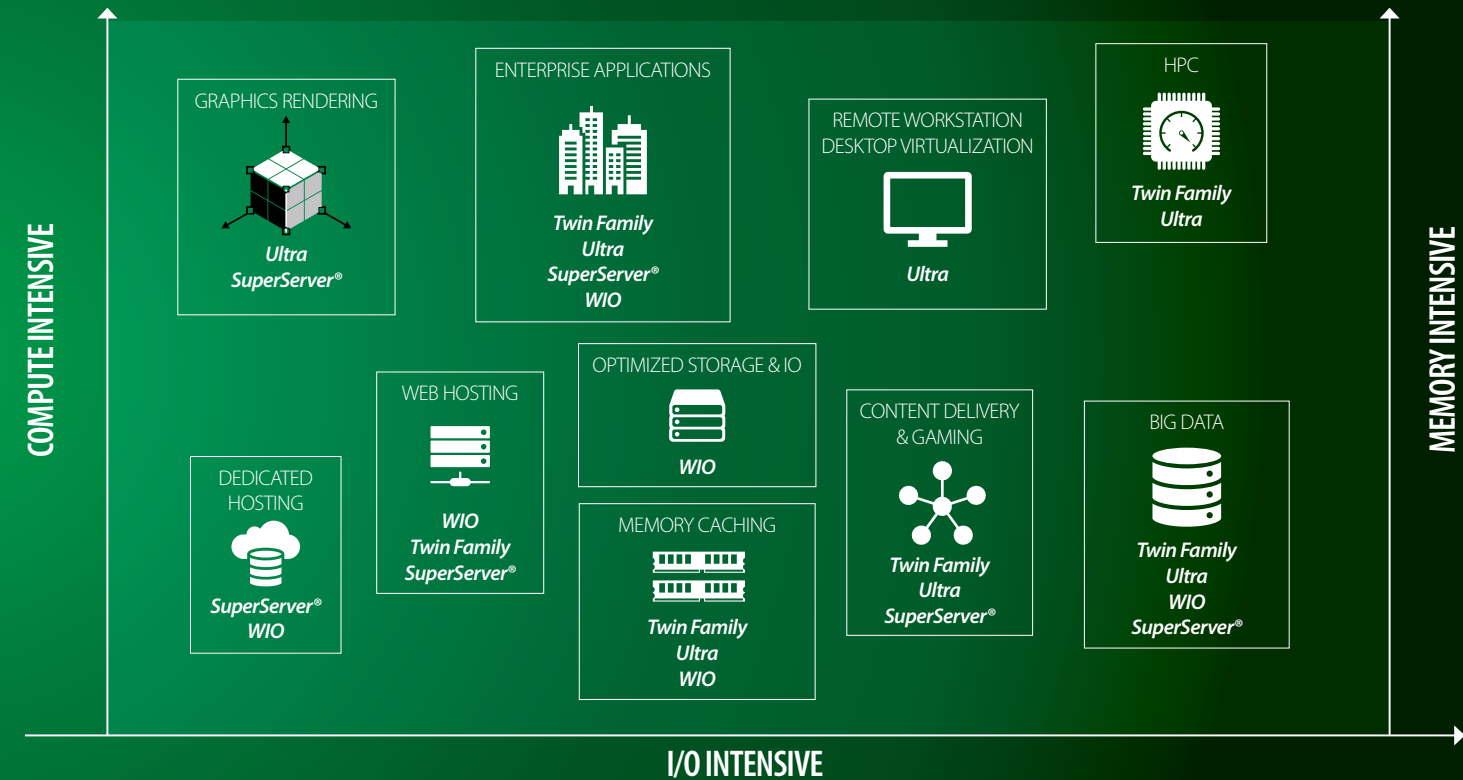 COMPUTE INTENSIVE
GRAPHICS RENDERING
Ultra
SuperServer®
ENTERPRISE APPLICATIONS
Twin Family
Ultra
SuperServer®
WIO
REMOTE WORKSTATION
DESKTOP VIRTUALIZATION
Ultra
HPC
Twin Family
Ultra
DEDICATED
HOSTING
SuperServer®
WIO
WEB HOSTING
WIO
Twin Family
SuperServer®
OPTIMIZED STORAGE & IO
WIO
MEMORY CACHING
Twin Family
Ultra
WIO
CONTENT DELIVERY
& GAMING
Twin Family
Ultra
SuperServer®
BIG DATA
Twin Family
Ultra
WIO
SuperServer®
MEMORY INTENSIVE
I/O INTENSIVE